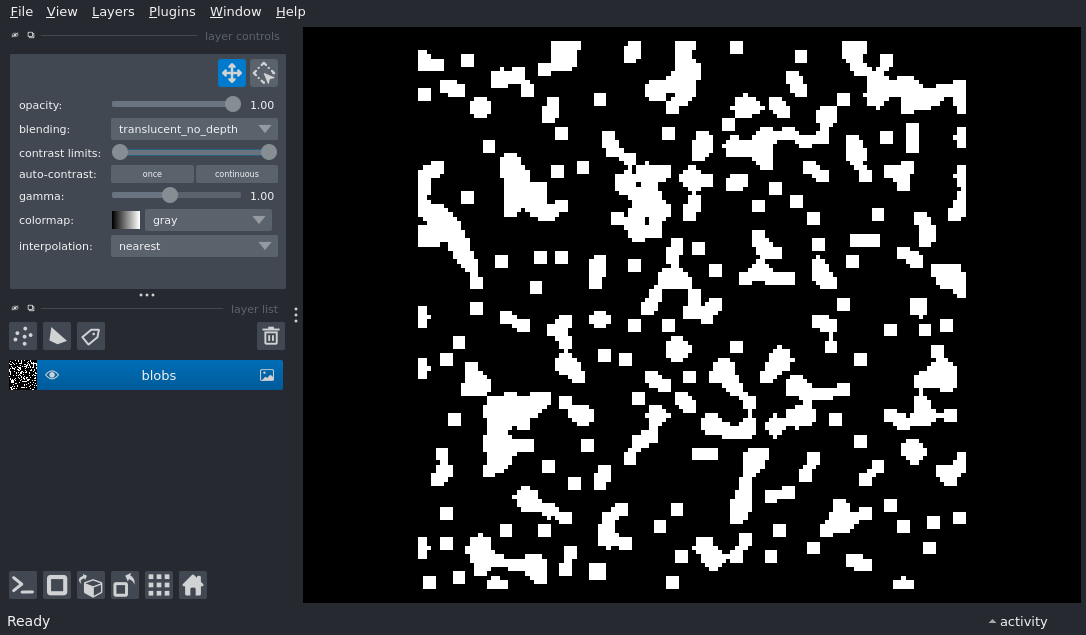 File View Layers Plugins Window Help
layer controls
opacity: 1.00
blending: translucent_no_depth
contrast limits:
auto-contrast: once continuous
gamma: 1.00
colormap: gray
interpolation: nearest
layer list
blobs
Ready activity